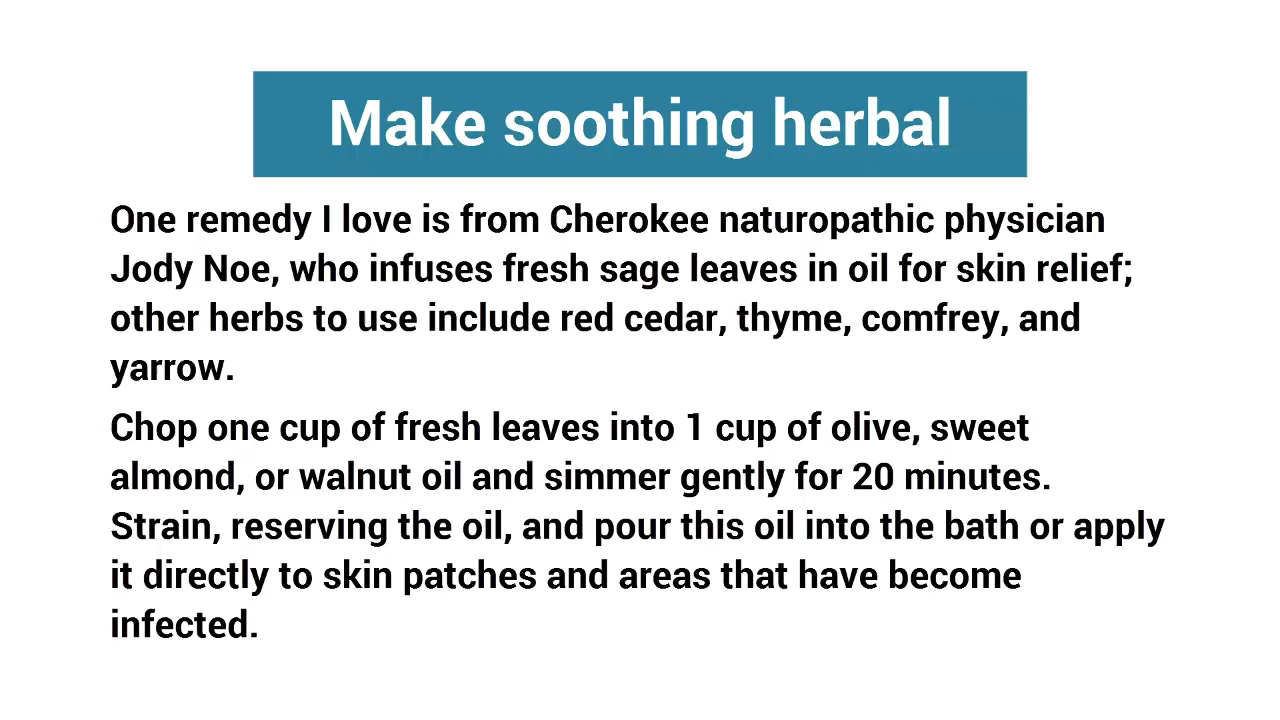 Make soothing herbal
One remedy I love is from Cherokee naturopathic physician
Jody Noe, who infuses fresh sage leaves in oil for skin relief;
other herbs to use include red cedar, thyme, comfrey, and
yarrow.
Chop one cup of fresh leaves into 1 cup of olive, sweet
almond, or walnut oil and simmer gently for 20 minutes.
Strain, reserving the oil, and pour this oil into the bath or apply
it directly to skin patches and areas that have become
infected.